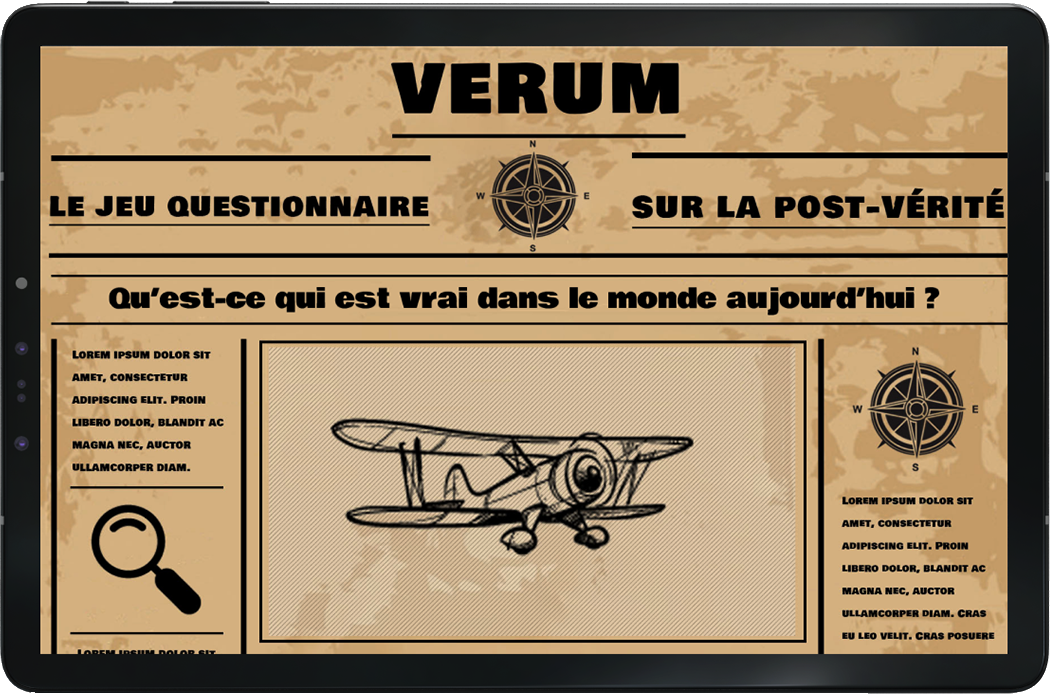 VERUM
LE JEU QUESTIONNAIRE
N
W E
S
SUR LA POST-VÉRITÉ
Qu'est-ce qui est vrai dans le monde aujourd'hui ?
Lorem ipsum dolor sit
amet, consectetur
adipiscing elit. Proin
libero dolor, blandit ac
magna nec, auctor
ullamcorper diam.
Lorem ipsum dolor sit
N
W E
S
Lorem ipsum dolor sit
amet, consectetur
adipiscing elit. Proin
libero dolor, blandit ac
magna nec, auctor
ullamcorper diam. Cras
eu leo velit. Cras posuere